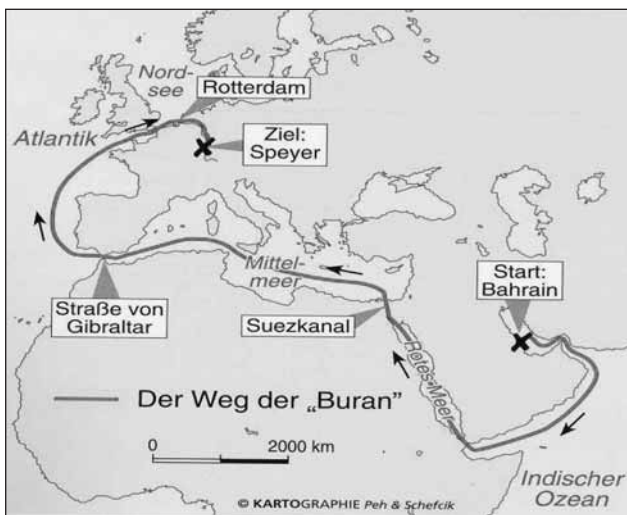 Nord-
see
Rotterdam
Atlantik
Ziel:
Speyer
Mittel-
meer
Start:
Bahrain
Straße von
Gibraltar
Suezkanal
Rotes Meer
Der Weg der „Buran”
0
2000 km
Indischer
Ozean
© KARTOGRAPHIE Peh & Schefcik